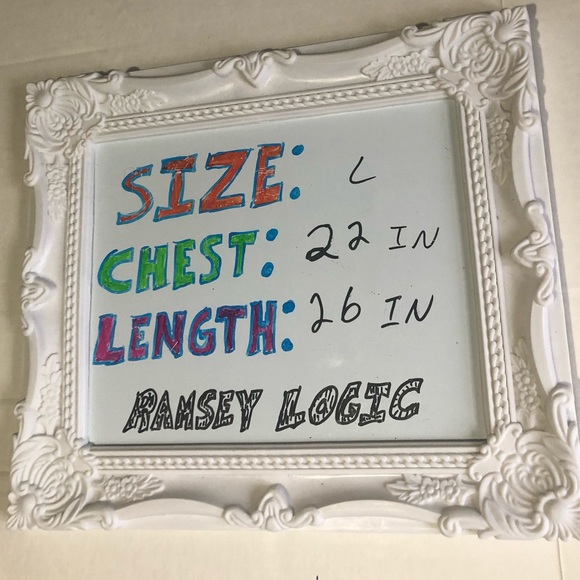 SIZE: L
CHEST: 22 IN
LENGTH: 26 IN
RAMSEY LOGIC